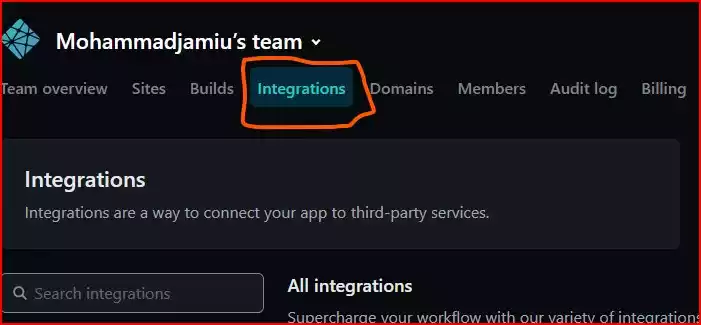 Mohammadjamiu’s team
Team overview Sites Builds Integrations Domains Members Audit log Billing
Integrations
Integrations are a way to connect your app to third-party services.
Search integrations
All integrations
Supercharge your workflow with our variety of integrations